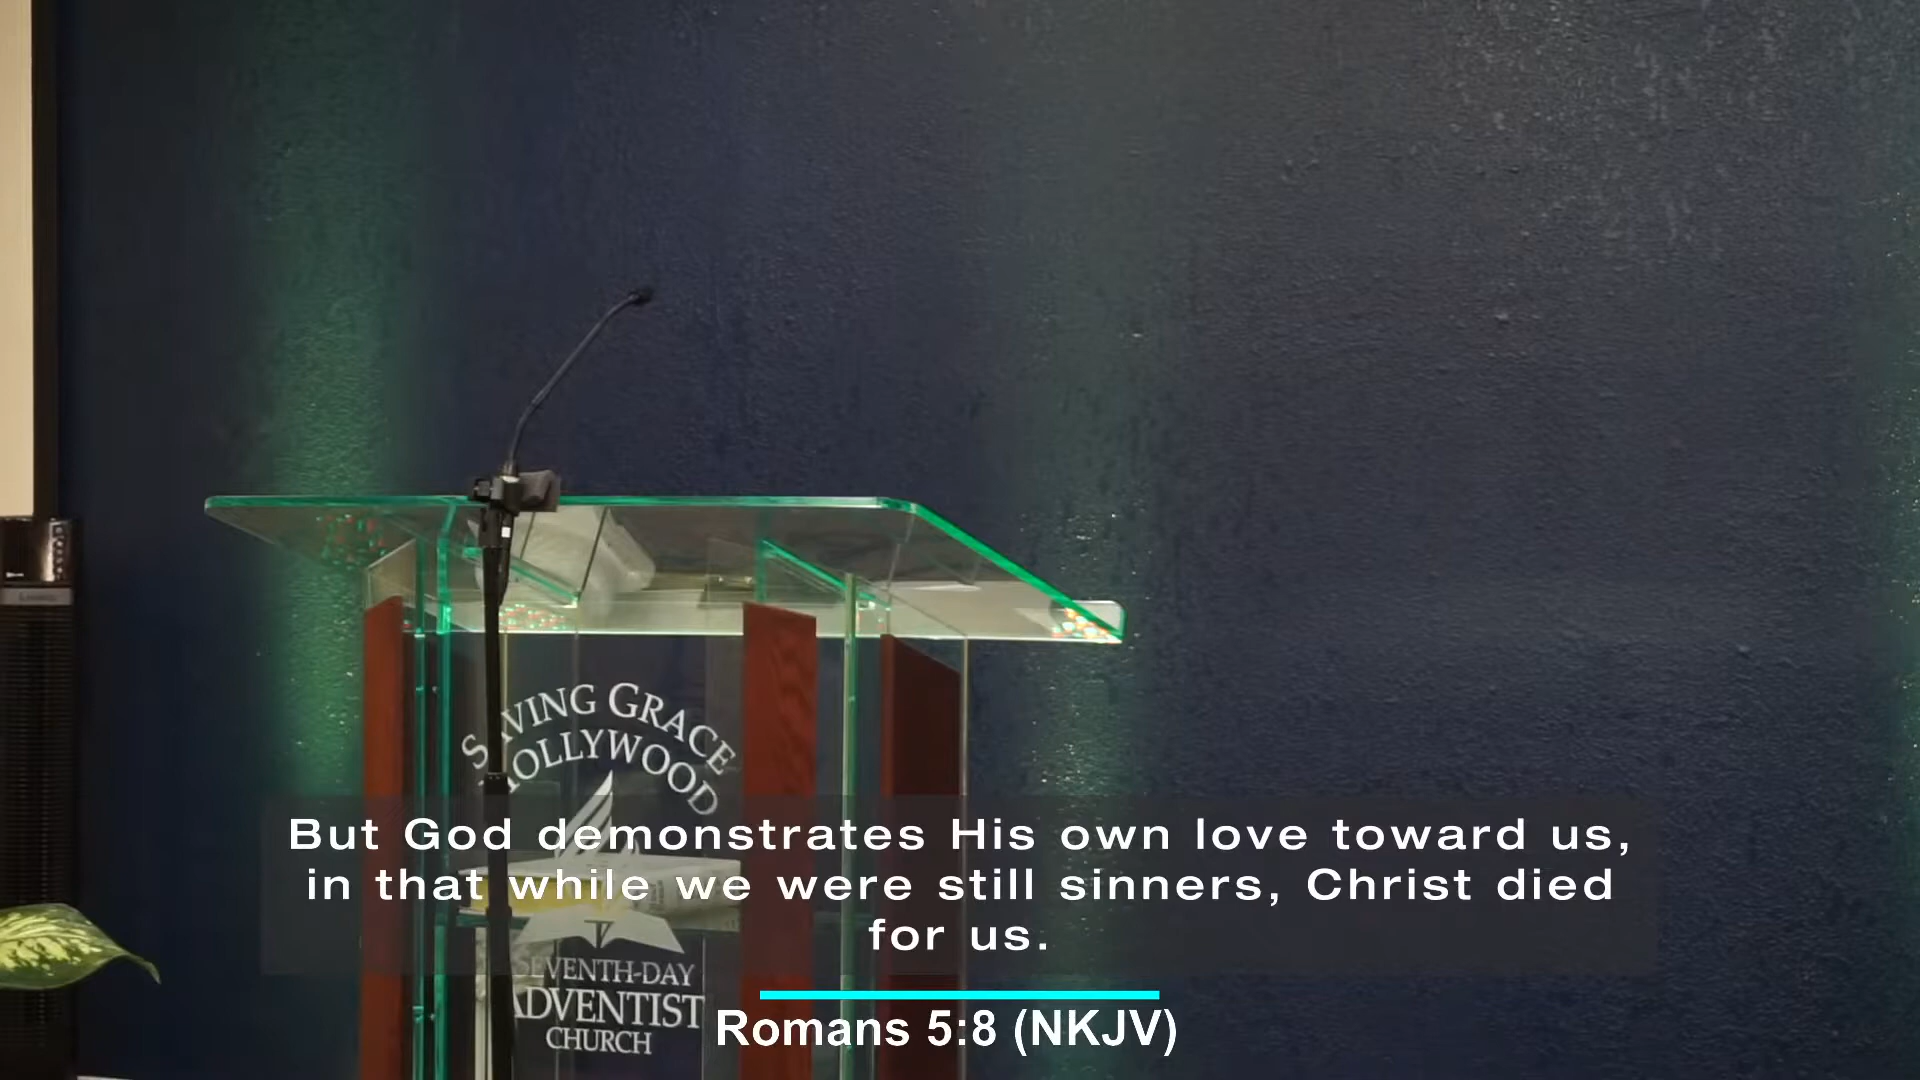 SAVING GRACE
HOLLYWOOD
But God demonstrates His own love toward us,
in that while we were still sinners, Christ died
for us.
SEVENTH-DAY
ADVENTIST
CHURCH
Romans 5:8 (NKJV)